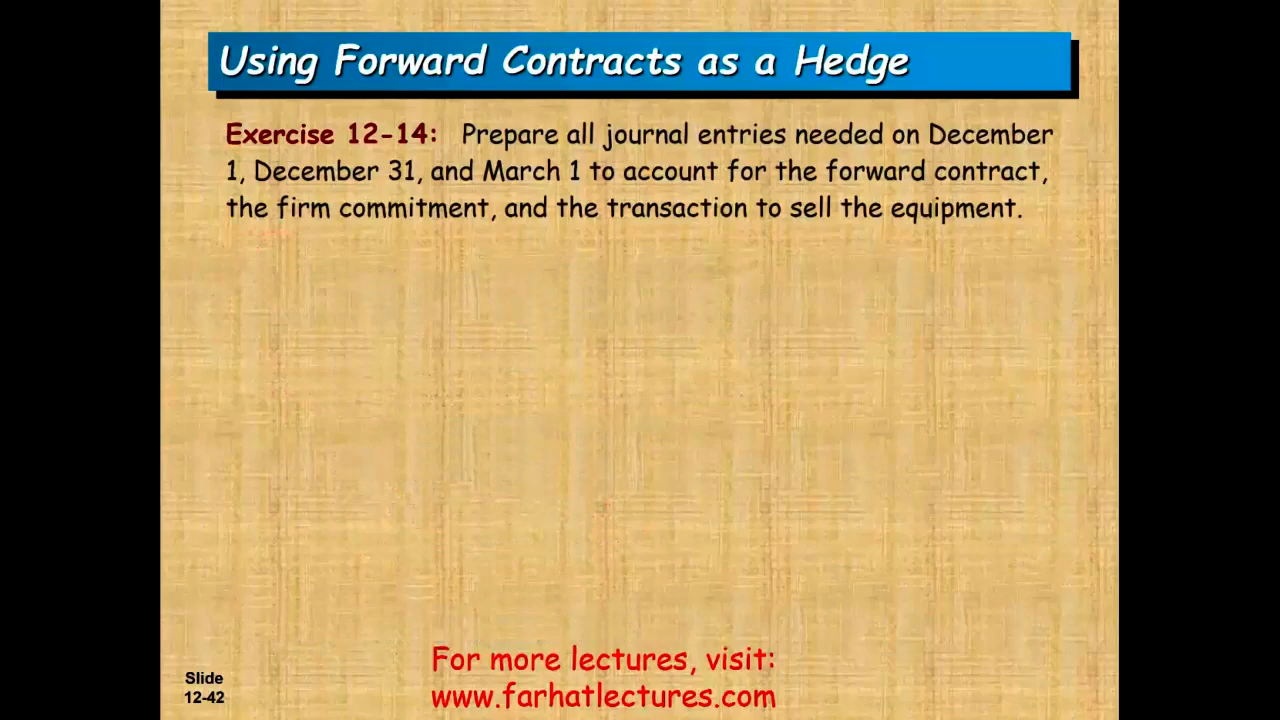 Using Forward Contracts as a Hedge
Exercise 12-14: Prepare all journal entries needed on December
1, December 31, and March 1 to account for the forward contract,
the firm commitment, and the transaction to sell the equipment.
For more lectures, visit:
www.farhatlectures.com
Slide
12-42